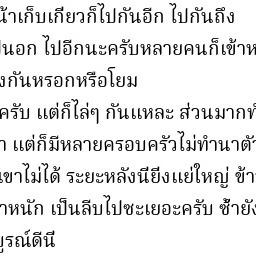 น้าเก็บเกียวก็ไปกันอีก ไปกันถึง
ในอก ไปอีกนะครับหลายคนก็เข้าห
งกันหรอกหรือโยม
ครับ แต่ก็ไล่ๆ กันแหละ ส่วนมากทํ
า แต่ก็มีหลายครอบครัวไม่ทำนาตัว
เขาไม่ได้ ระยะหลังนียิงแย่ใหญ่ ข้า
าหนัก เป็นลีบไปซะเยอะครับ ซ้ำยัง
บูรณ์ดีนี